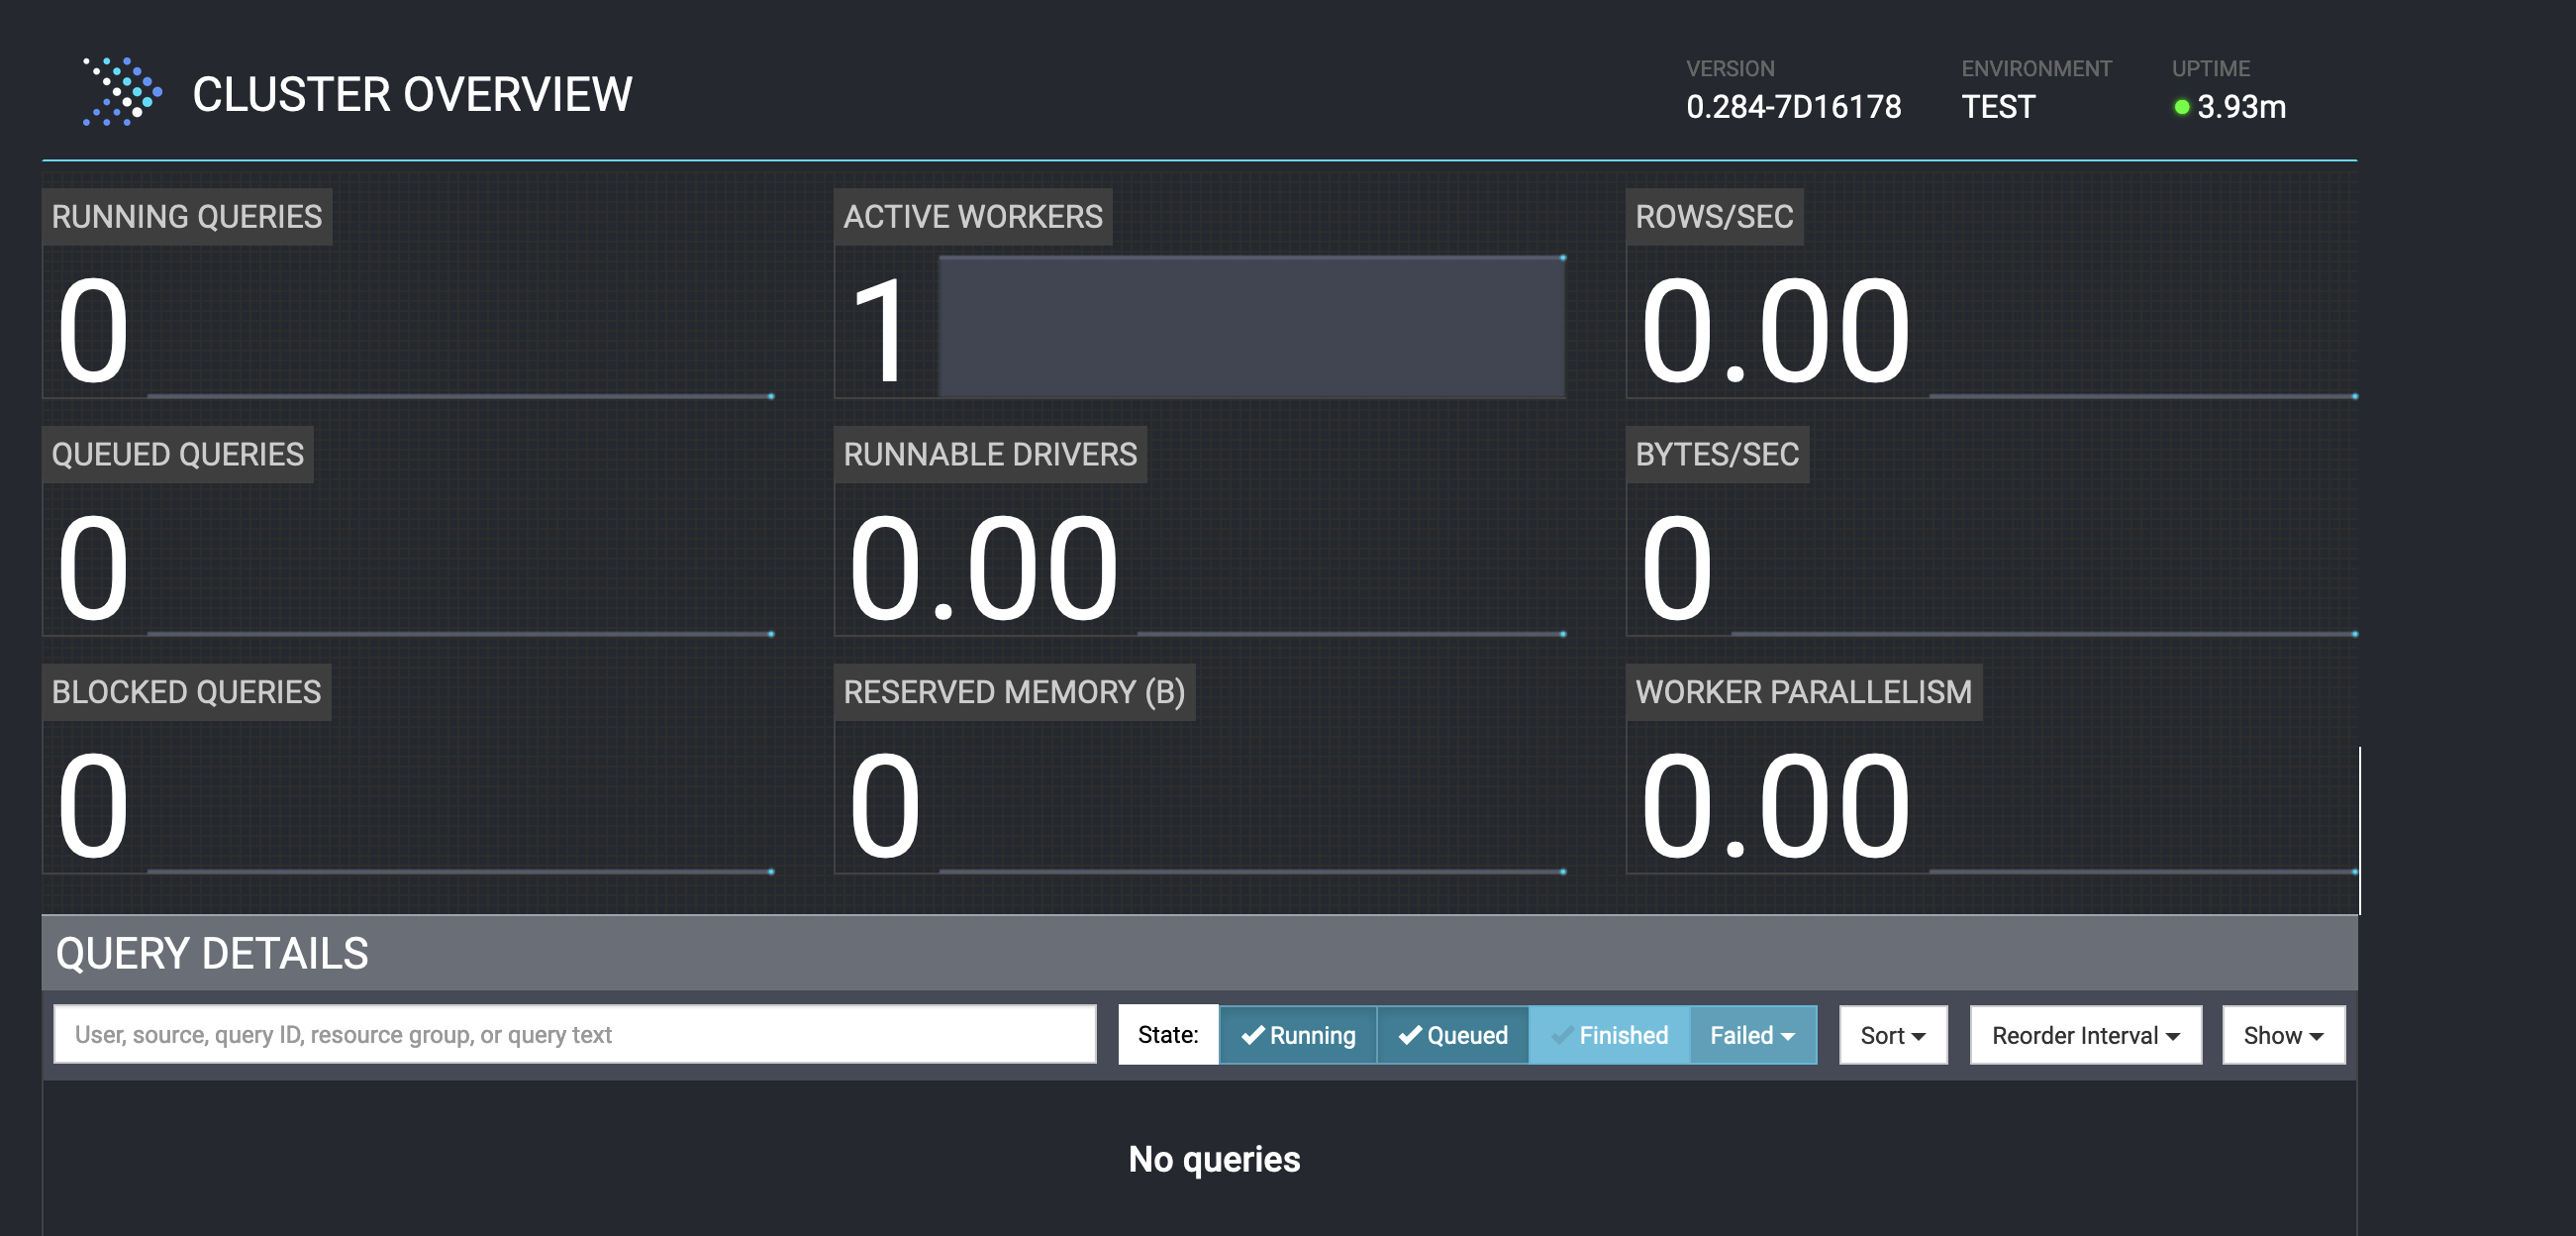 CLUSTER OVERVIEW
VERSION
0.284-7D16178
ENVIRONMENT
TEST
UPTIME
3.93m
RUNNING QUERIES
0
ACTIVE WORKERS
1
ROWS/SEC
0.00
QUEUED QUERIES
0
RUNNABLE DRIVERS
0.00
BYTES/SEC
0
BLOCKED QUERIES
0
RESERVED MEMORY (B)
0
WORKER PARALLELISM
0.00
QUERY DETAILS
User, source, query ID, resource group, or query text
State: Running Queued Finished Failed Sort Reorder Interval Show
No queries